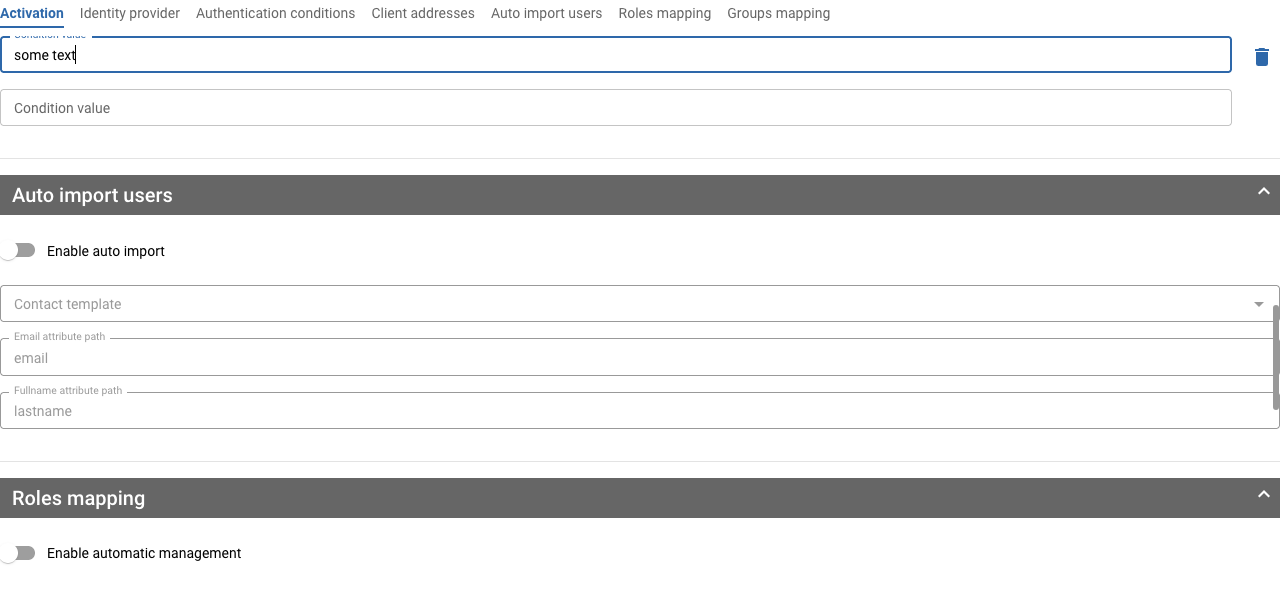 Activation Identity provider Authentication conditions Client addresses Auto import users Roles mapping Groups mapping
Condition value
some text
Condition value
Auto import users
Enable auto import
Contact template
Email attribute path
email
Fullname attribute path
lastname
Roles mapping
Enable automatic management